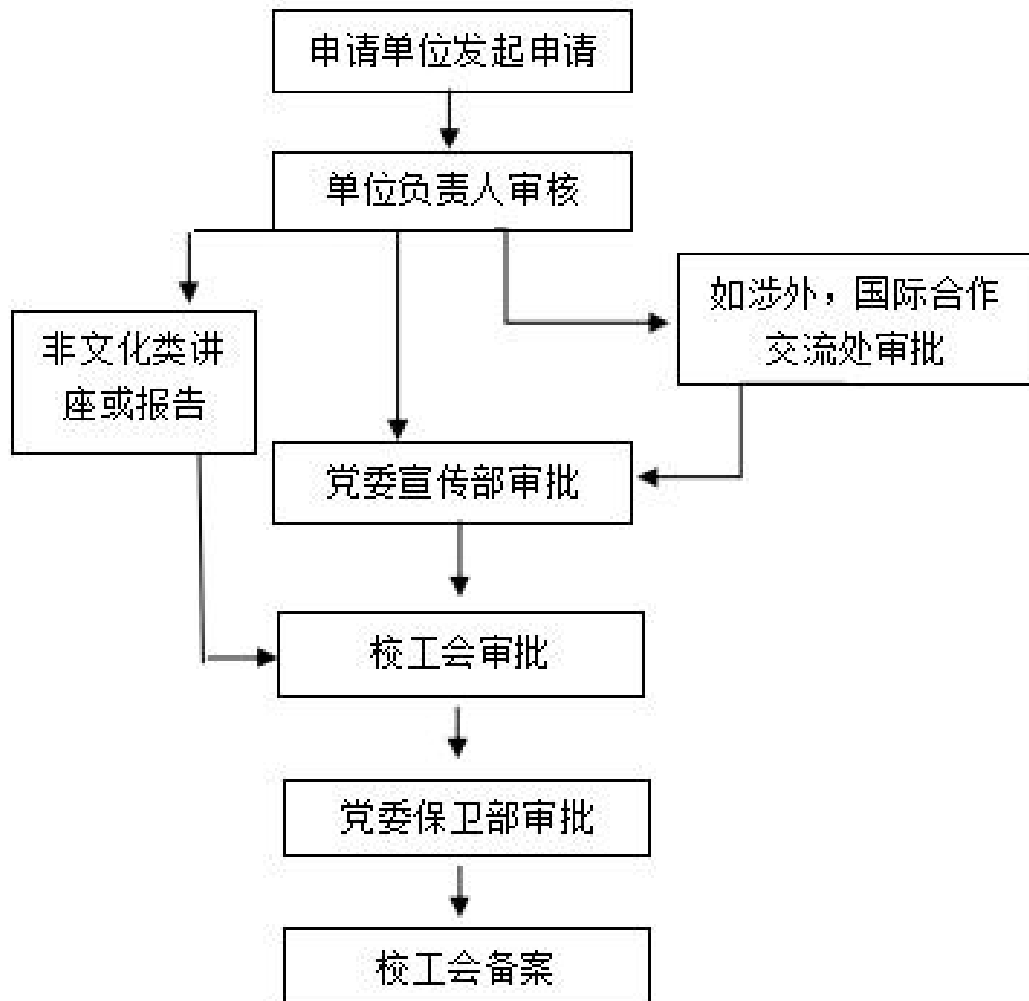 申请单位发起申请
单位负责人审核
如涉外，国际合作
交流处审批
非文化类讲
座或报告
党委宣传部审批
校工会审批
党委保卫部审批
校工会备案